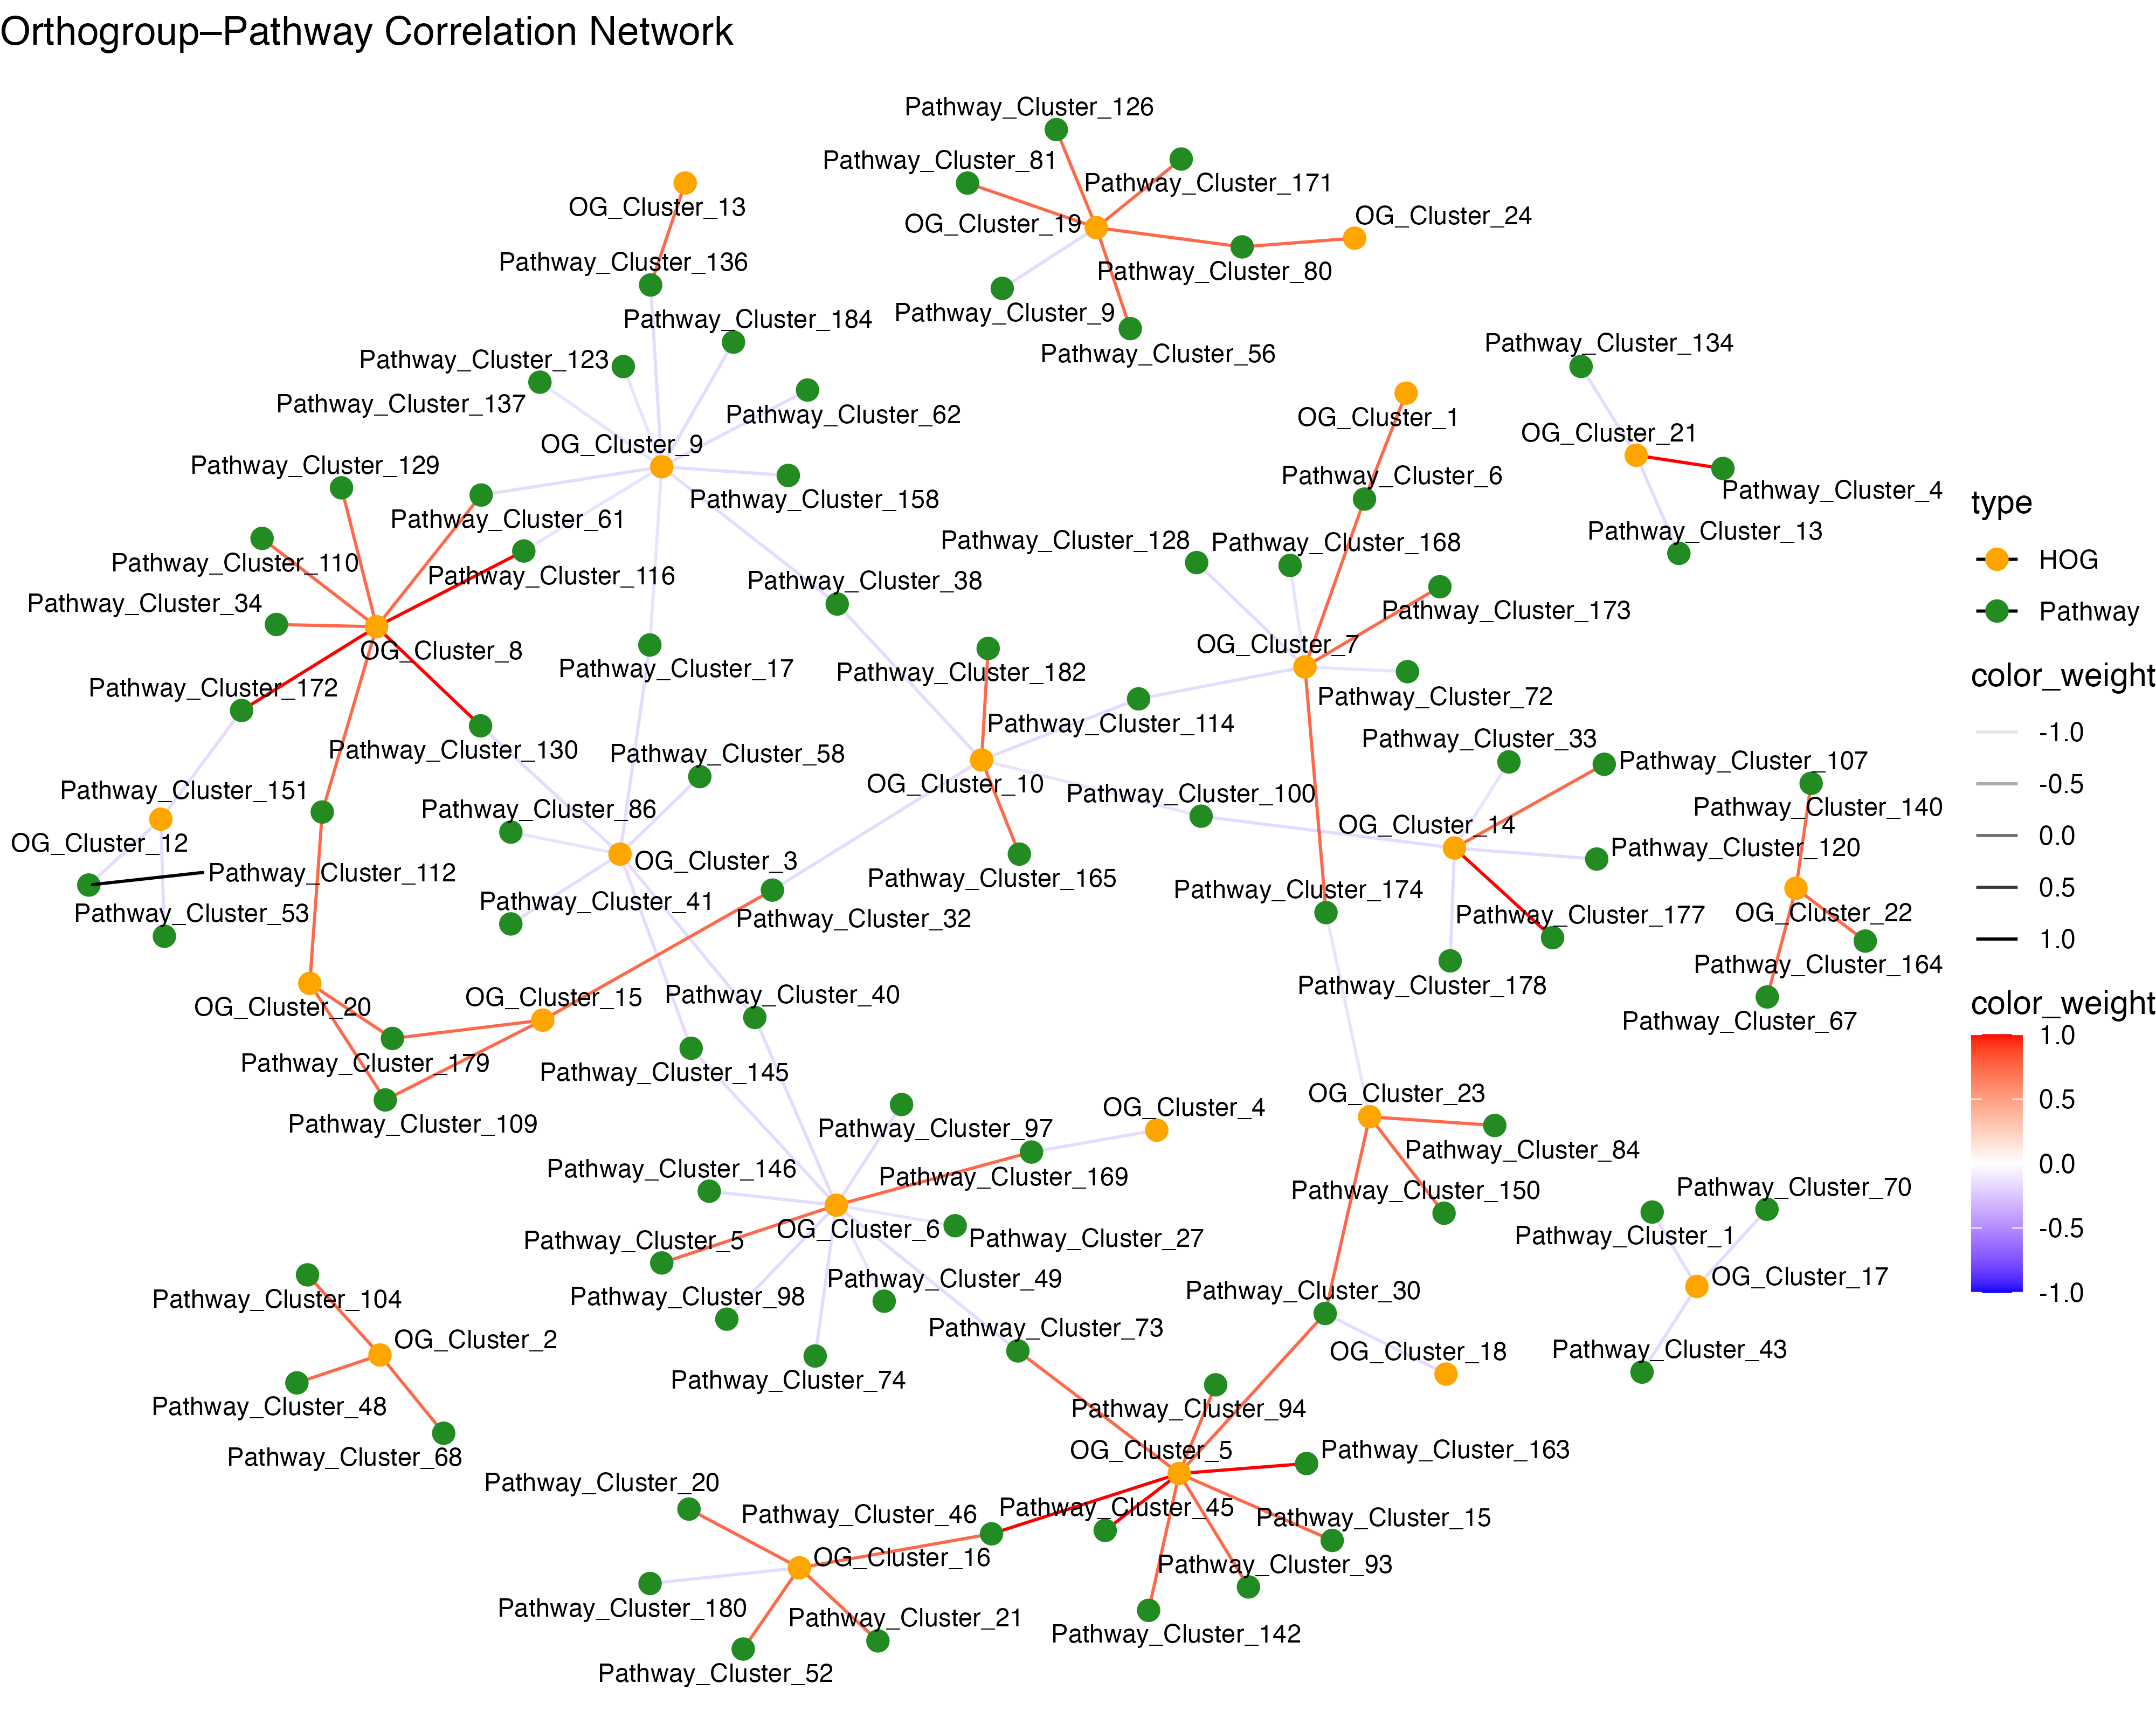 Orthogroup–Pathway Correlation Network
Pathway_Cluster_126
Pathway_Cluster_81
Pathway_Cluster_171
OG_Cluster_13
OG_Cluster_19
OG_Cluster_24
Pathway_Cluster_136
Pathway_Cluster_80
Pathway_Cluster_9
Pathway_Cluster_184
Pathway_Cluster_56
Pathway_Cluster_134
Pathway_Cluster_123
Pathway_Cluster_137
Pathway_Cluster_62
OG_Cluster_1
OG_Cluster_21
OG_Cluster_9
Pathway_Cluster_129
Pathway_Cluster_6
Pathway_Cluster_4
Pathway_Cluster_158
type
Pathway_Cluster_61
Pathway_Cluster_13
Pathway_Cluster_128
Pathway_Cluster_168
HOG
Pathway_Cluster_110
Pathway_Cluster_116
Pathway_Cluster_38
Pathway_Cluster_34
Pathway_Cluster_173
Pathway
OG_Cluster_8
OG_Cluster_7
Pathway_Cluster_17
Pathway_Cluster_182
color_weight
Pathway_Cluster_172
Pathway_Cluster_72
Pathway_Cluster_114
-1.0
Pathway_Cluster_33
Pathway_Cluster_130
Pathway_Cluster_58
Pathway_Cluster_107
OG_Cluster_10
-0.5
Pathway_Cluster_151
Pathway_Cluster_100
Pathway_Cluster_86
Pathway_Cluster_140
OG_Cluster_14
0.0
OG_Cluster_12
Pathway_Cluster_120
OG_Cluster_3
Pathway_Cluster_112
Pathway_Cluster_165
Pathway_Cluster_174
0.5
Pathway_Cluster_41
Pathway_Cluster_53
Pathway_Cluster_32
Pathway_Cluster_177
OG_Cluster_22
1.0
Pathway_Cluster_164
Pathway_Cluster_178
OG_Cluster_20
OG_Cluster_15
Pathway_Cluster_40
color_weight
Pathway_Cluster_67
1.0
Pathway_Cluster_179
Pathway_Cluster_145
OG_Cluster_23
0.5
OG_Cluster_4
Pathway_Cluster_109
Pathway_Cluster_97
Pathway_Cluster_84
0.0
Pathway_Cluster_146
Pathway_Cluster_169
Pathway_Cluster_150
Pathway_Cluster_70
OG_Cluster_6
-0.5
Pathway_Cluster_5
Pathway_Cluster_27
Pathway_Cluster_1
OG_Cluster_17
Pathway_Cluster_49
-1.0
Pathway_Cluster_104
Pathway_Cluster_98
Pathway_Cluster_30
Pathway_Cluster_73
OG_Cluster_2
OG_Cluster_18
Pathway_Cluster_43
Pathway_Cluster_74
Pathway_Cluster_48
Pathway_Cluster_94
Pathway_Cluster_68
OG_Cluster_5
Pathway_Cluster_163
Pathway_Cluster_20
Pathway_Cluster_46
Pathway_Cluster_45
Pathway_Cluster_15
OG_Cluster_16
Pathway_Cluster_93
Pathway_Cluster_180
Pathway_Cluster_21
Pathway_Cluster_142
Pathway_Cluster_52